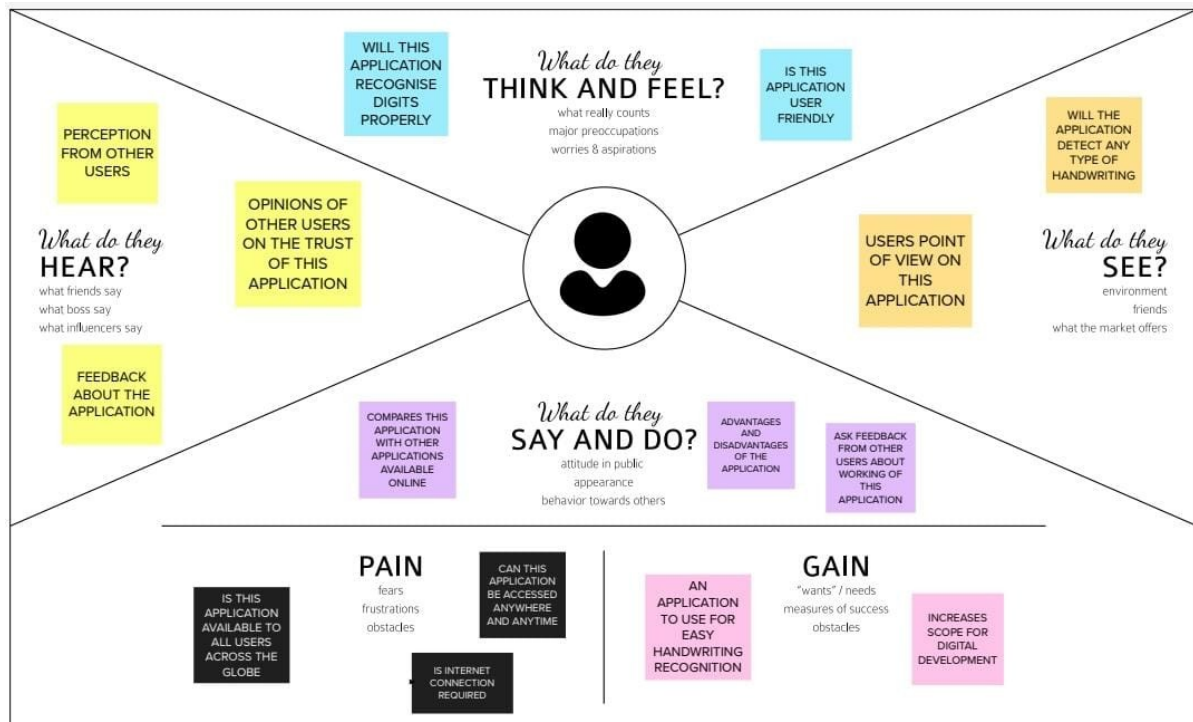 WILL THIS
APPLICATION
RECOGNISE
DIGITS
PROPERLY
What do they
THINK AND FEEL?
what really counts
major preoccupations
worries & aspirations
IS THIS
APPLICATION
USER
FRIENDLY
PERCEPTION
FROM OTHER
USERS
OPINIONS OF
OTHER USERS
ON THE TRUST
OF THIS
APPLICATION
What do they
HEAR?
what friends say
what boss say
what influencers say
FEEDBACK
ABOUT THE
APPLICATION
WILL THE
APPLICATION
DETECT ANY
TYPE OF
HANDWRITING
USERS POINT
OF VIEW ON
THIS
APPLICATION
What do they
SEE?
environment
friends
what the market offers
COMPARES THIS
APPLICATION
WITH OTHER
APPLICATIONS
AVAILABLE
ONLINE
What do they
SAY AND DO?
attitude in public
appearance
behavior towards others
ADVANTAGES
AND
DISADVANTAGES
OF THE
APPLICATION
ASK FEEDBACK
FROM OTHER
USERS ABOUT
WORKING OF
THIS
APPLICATION
PAIN
fears
frustrations
obstacles
IS THIS
APPLICATION
AVAILABLE TO
ALL USERS
ACROSS THE
GLOBE
CAN THIS
APPLICATION
BE ACCESSED
ANYWHERE
AND ANYTIME
IS INTERNET
CONNECTION
REQUIRED
GAIN
"wants" / needs
measures of success
obstacles
AN
APPLICATION
TO USE FOR
EASY
HANDWRITING
RECOGNITION
INCREASES
SCOPE FOR
DIGITAL
DEVELOPMENT